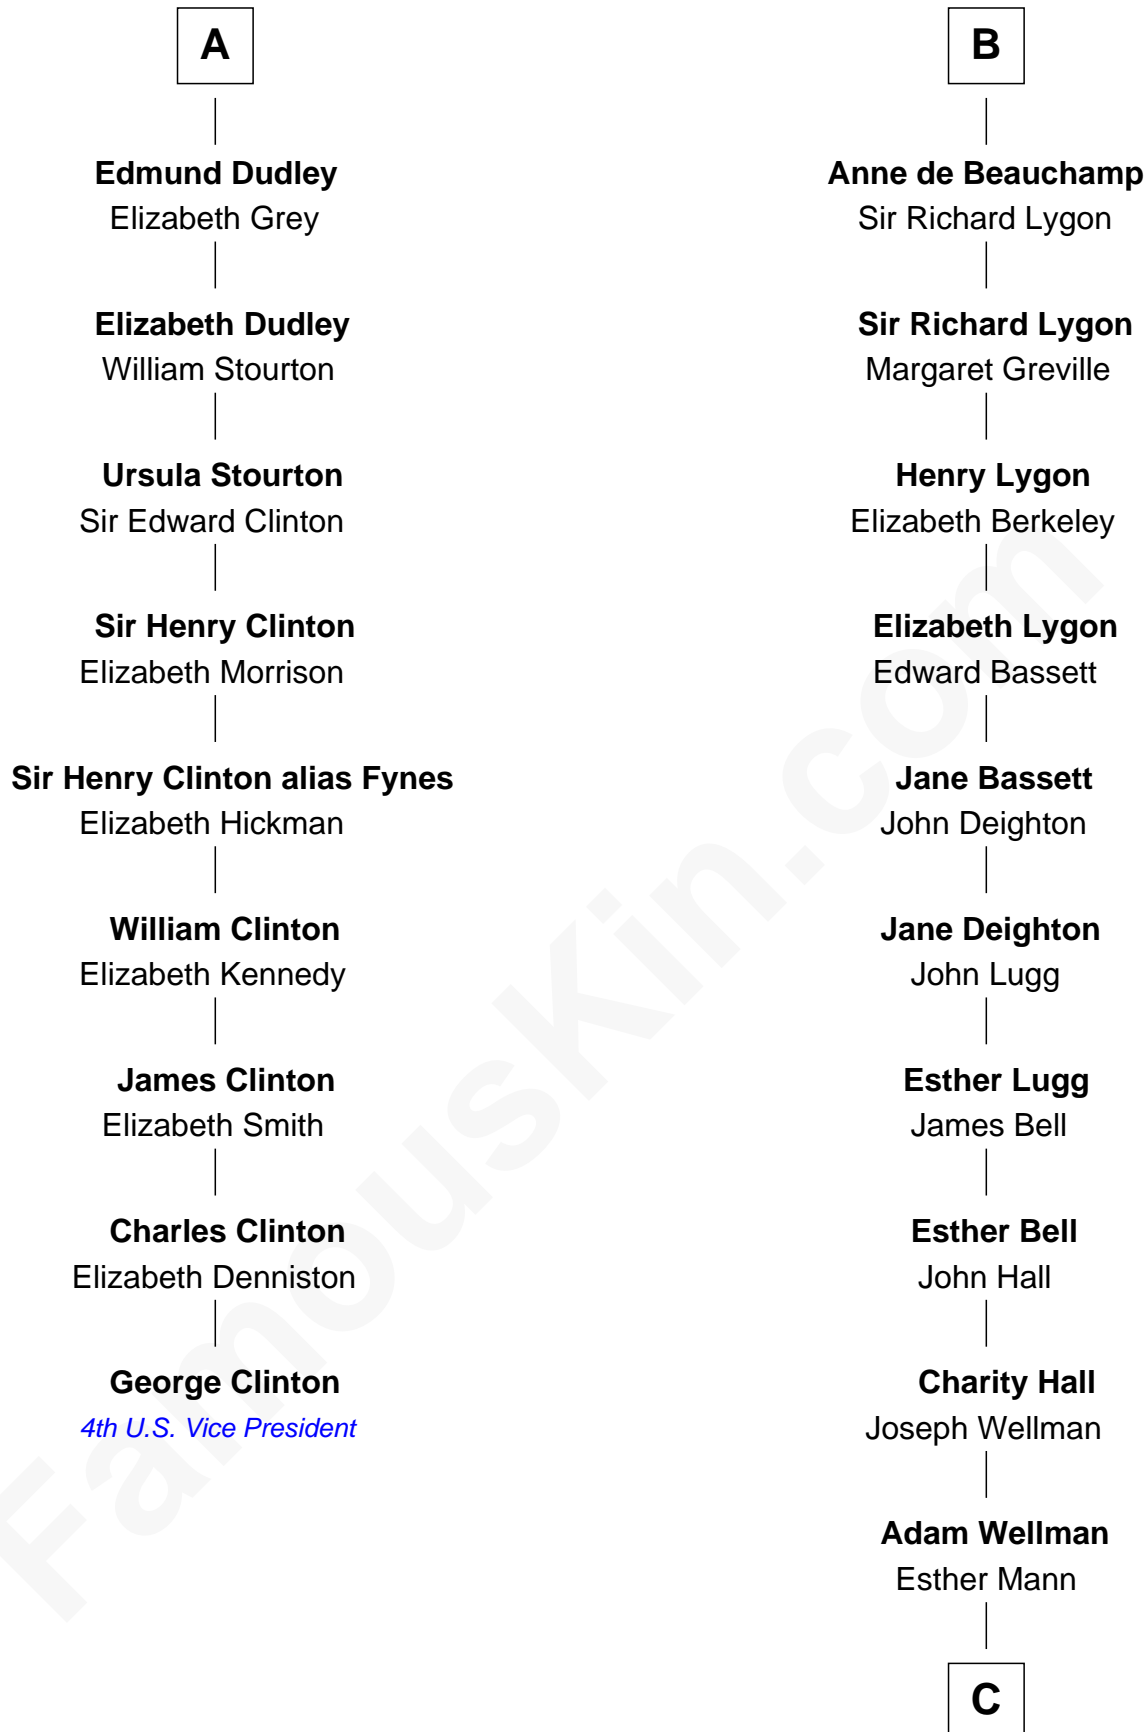 A
Edmund Dudley
Elizabeth Grey
Elizabeth Dudley
William Stourton
Ursula Stourton
Sir Edward Clinton
Sir Henry Clinton
Elizabeth Morrison
Sir Henry Clinton alias Fynes
Elizabeth Hickman
William Clinton
Elizabeth Kennedy
James Clinton
Elizabeth Smith
Charles Clinton
Elizabeth Denniston
George Clinton
4th U.S. Vice President
B
Anne de Beauchamp
Sir Richard Lygon
Sir Richard Lygon
Margaret Greville
Henry Lygon
Elizabeth Berkeley
Elizabeth Lygon
Edward Bassett
Jane Bassett
John Deighton
Jane Deighton
John Lugg
Esther Lugg
James Bell
Esther Bell
John Hall
Charity Hall
Joseph Wellman
Adam Wellman
Esther Mann
C
FamousKin.com